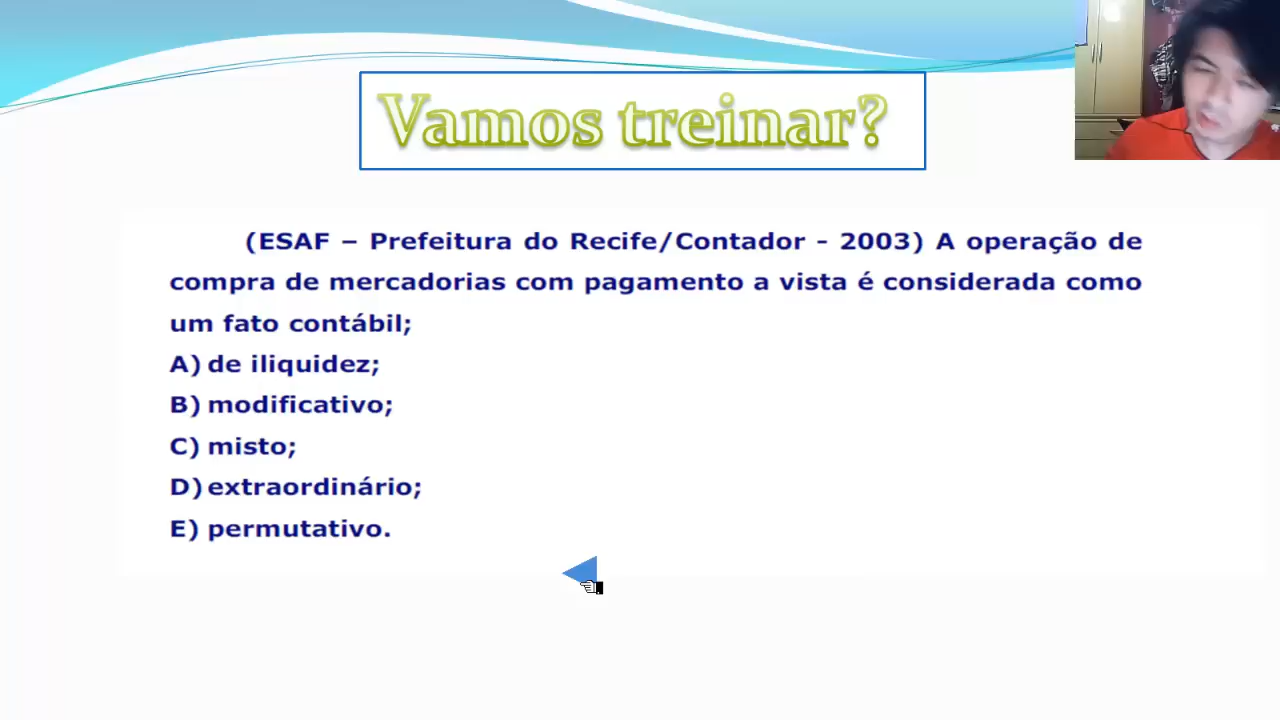 Vamos treinar?
(ESAF – Prefeitura do Recife/Contador - 2003) A operação de
compra de mercadorias com pagamento a vista é considerada como
um fato contábil;
A) de iliquidez;
B) modificativo;
C) misto;
D) extraordinário;
E) permutativo.